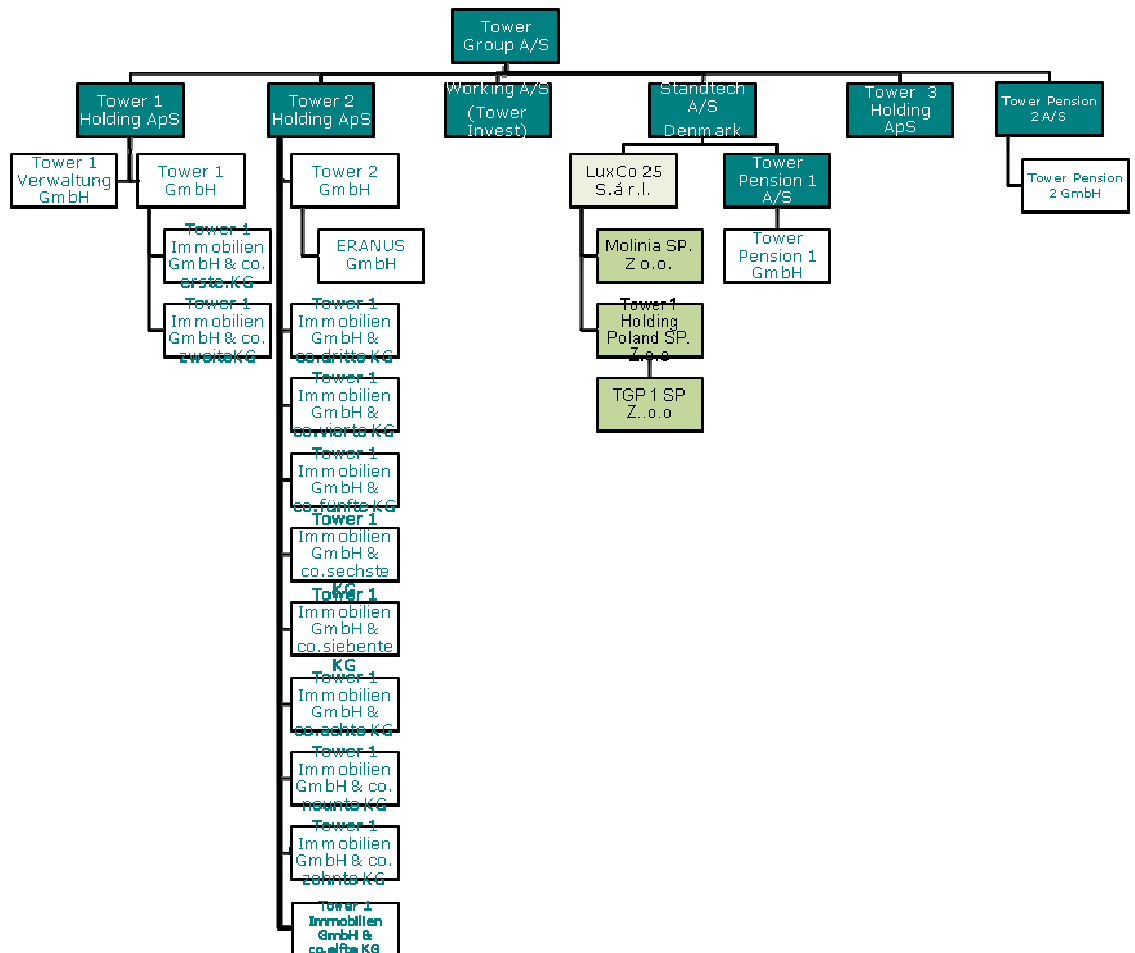 Tower
Group A/S
Tower 1
Holding ApS
Tower 2
Holding ApS
Working A/S
(Tower
Invest)
Standtech
A/S
Denmark
Tower 3
Holding
ApS
Tower Pension
2 A/S
Tower 1
Verwaltung
GmbH
Tower 1
GmbH
Tower 2
GmbH
LuxCo 25
S.á r.l.
Tower
Pension 1
A/S
Tower Pension
2 GmbH
Tower 1
Immobilien
GmbH & co.
erste.KG
ERANUS
GmbH
Molinia SP.
Z o.o.
Tower
Pension 1
GmbH
Tower 1
Immobilien
GmbH & co.
zweiteKG
Tower 1
Immobilien
GmbH &
co.dritte KG
Tower 1
Holding
Poland SP.
Z.o.o
Tower 1
Immobilien
GmbH &
co.vierte KG
TGP 1 SP
Z..o.o
Tower 1
Immobilien
GmbH &
co.fünfte KG
Tower 1
Immobilien
GmbH &
co.sechste
KG
Tower 1
Immobilien
GmbH &
co.siebente
KG
Tower 1
Immobilien
GmbH &
co.achte KG
Tower 1
Immobilien
GmbH & co.
neunte KG
Tower 1
Immobilien
GmbH & co.
zehnte KG
Tower 1
Immobilien
GmbH &
co.elfte KG